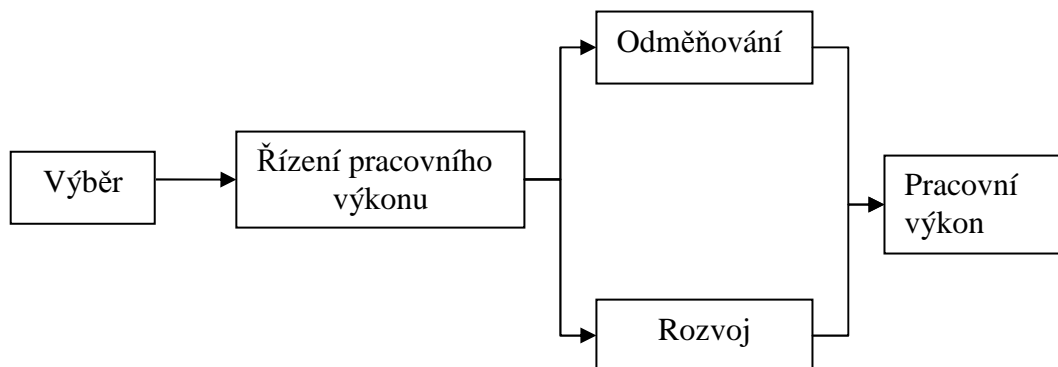 Odměňování
Výběr
Řízení pracovního
výkonu
Pracovní
výkon
Rozvoj